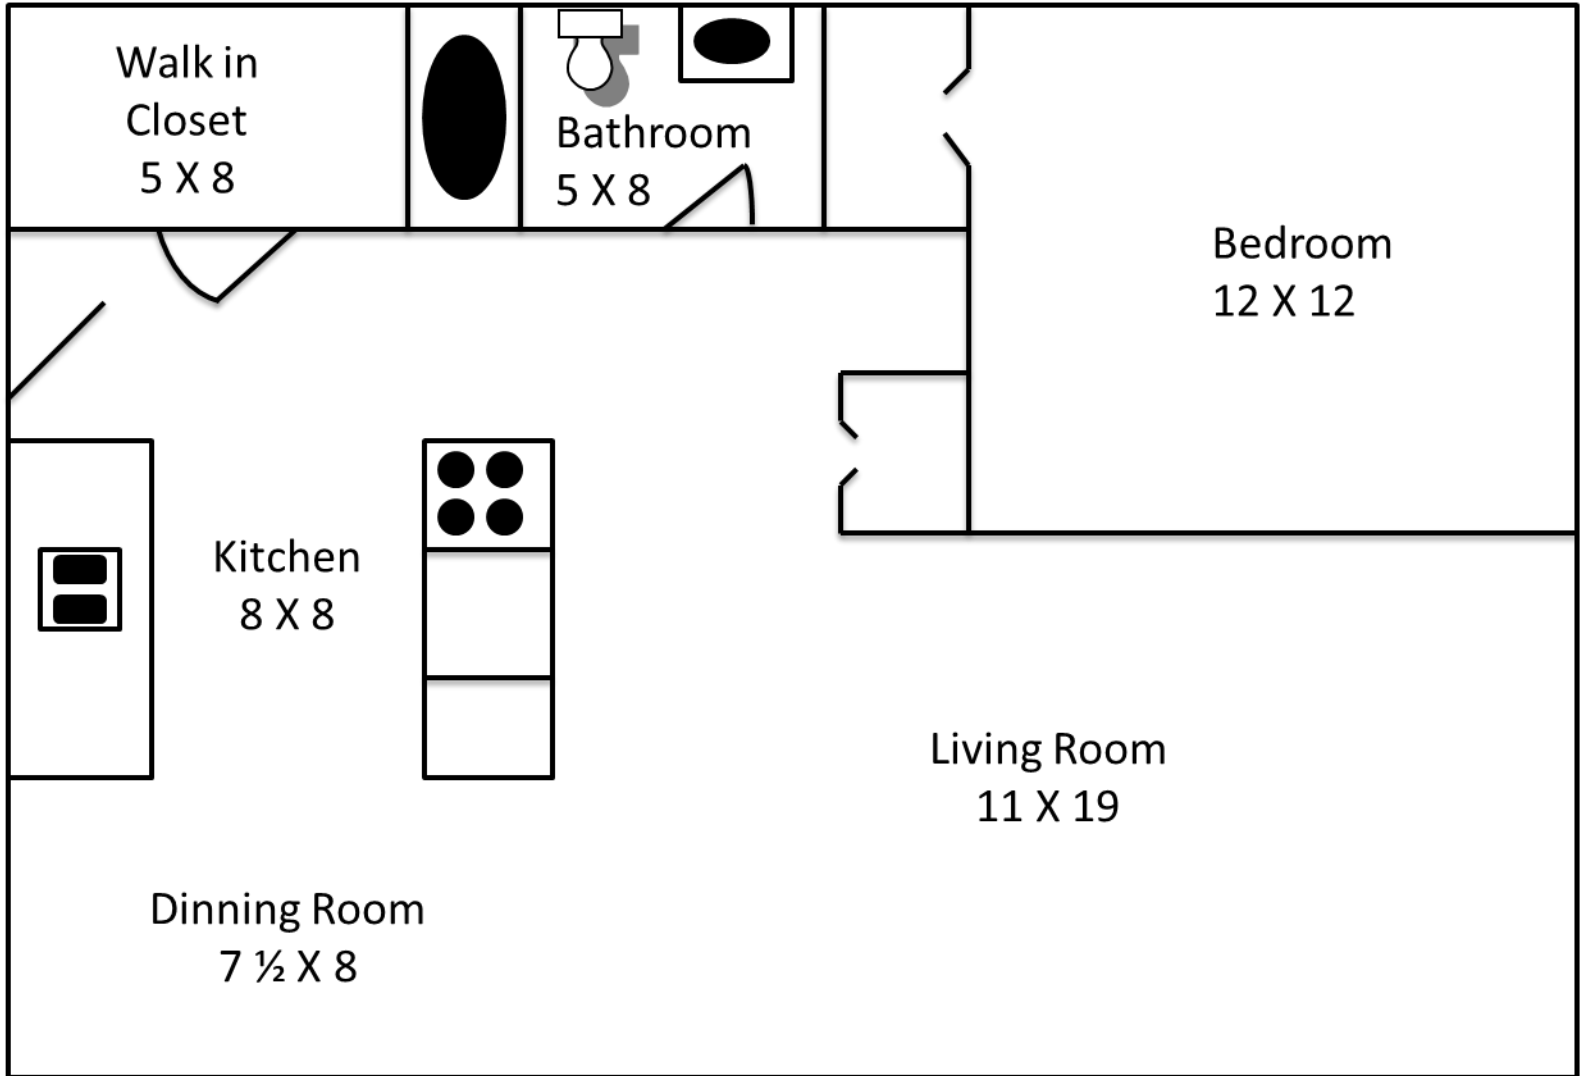 Walk in
Closet
5 X 8
Bathroom
5 X 8
Bedroom
12 X 12
Kitchen
8 X 8
Living Room
11 X 19
Dinning Room
7 ½ X 8